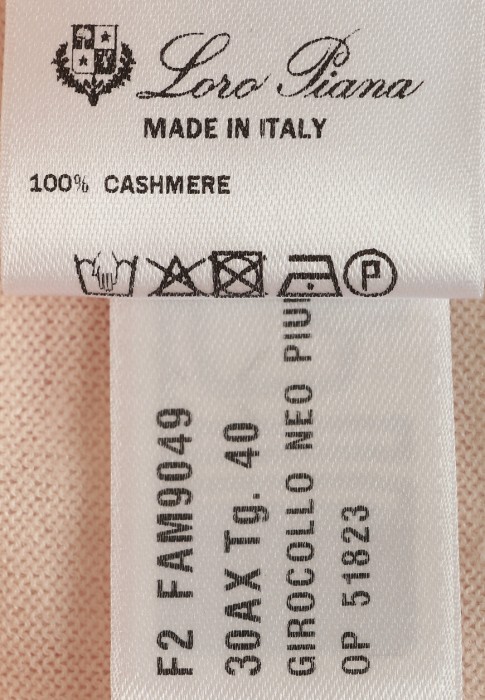 Loro Piana
MADE IN ITALY
100% CASHMERE
P
F2 FAM9049
30AX Tg. 40
GIROCOLLO NEO PIU
OP 51823